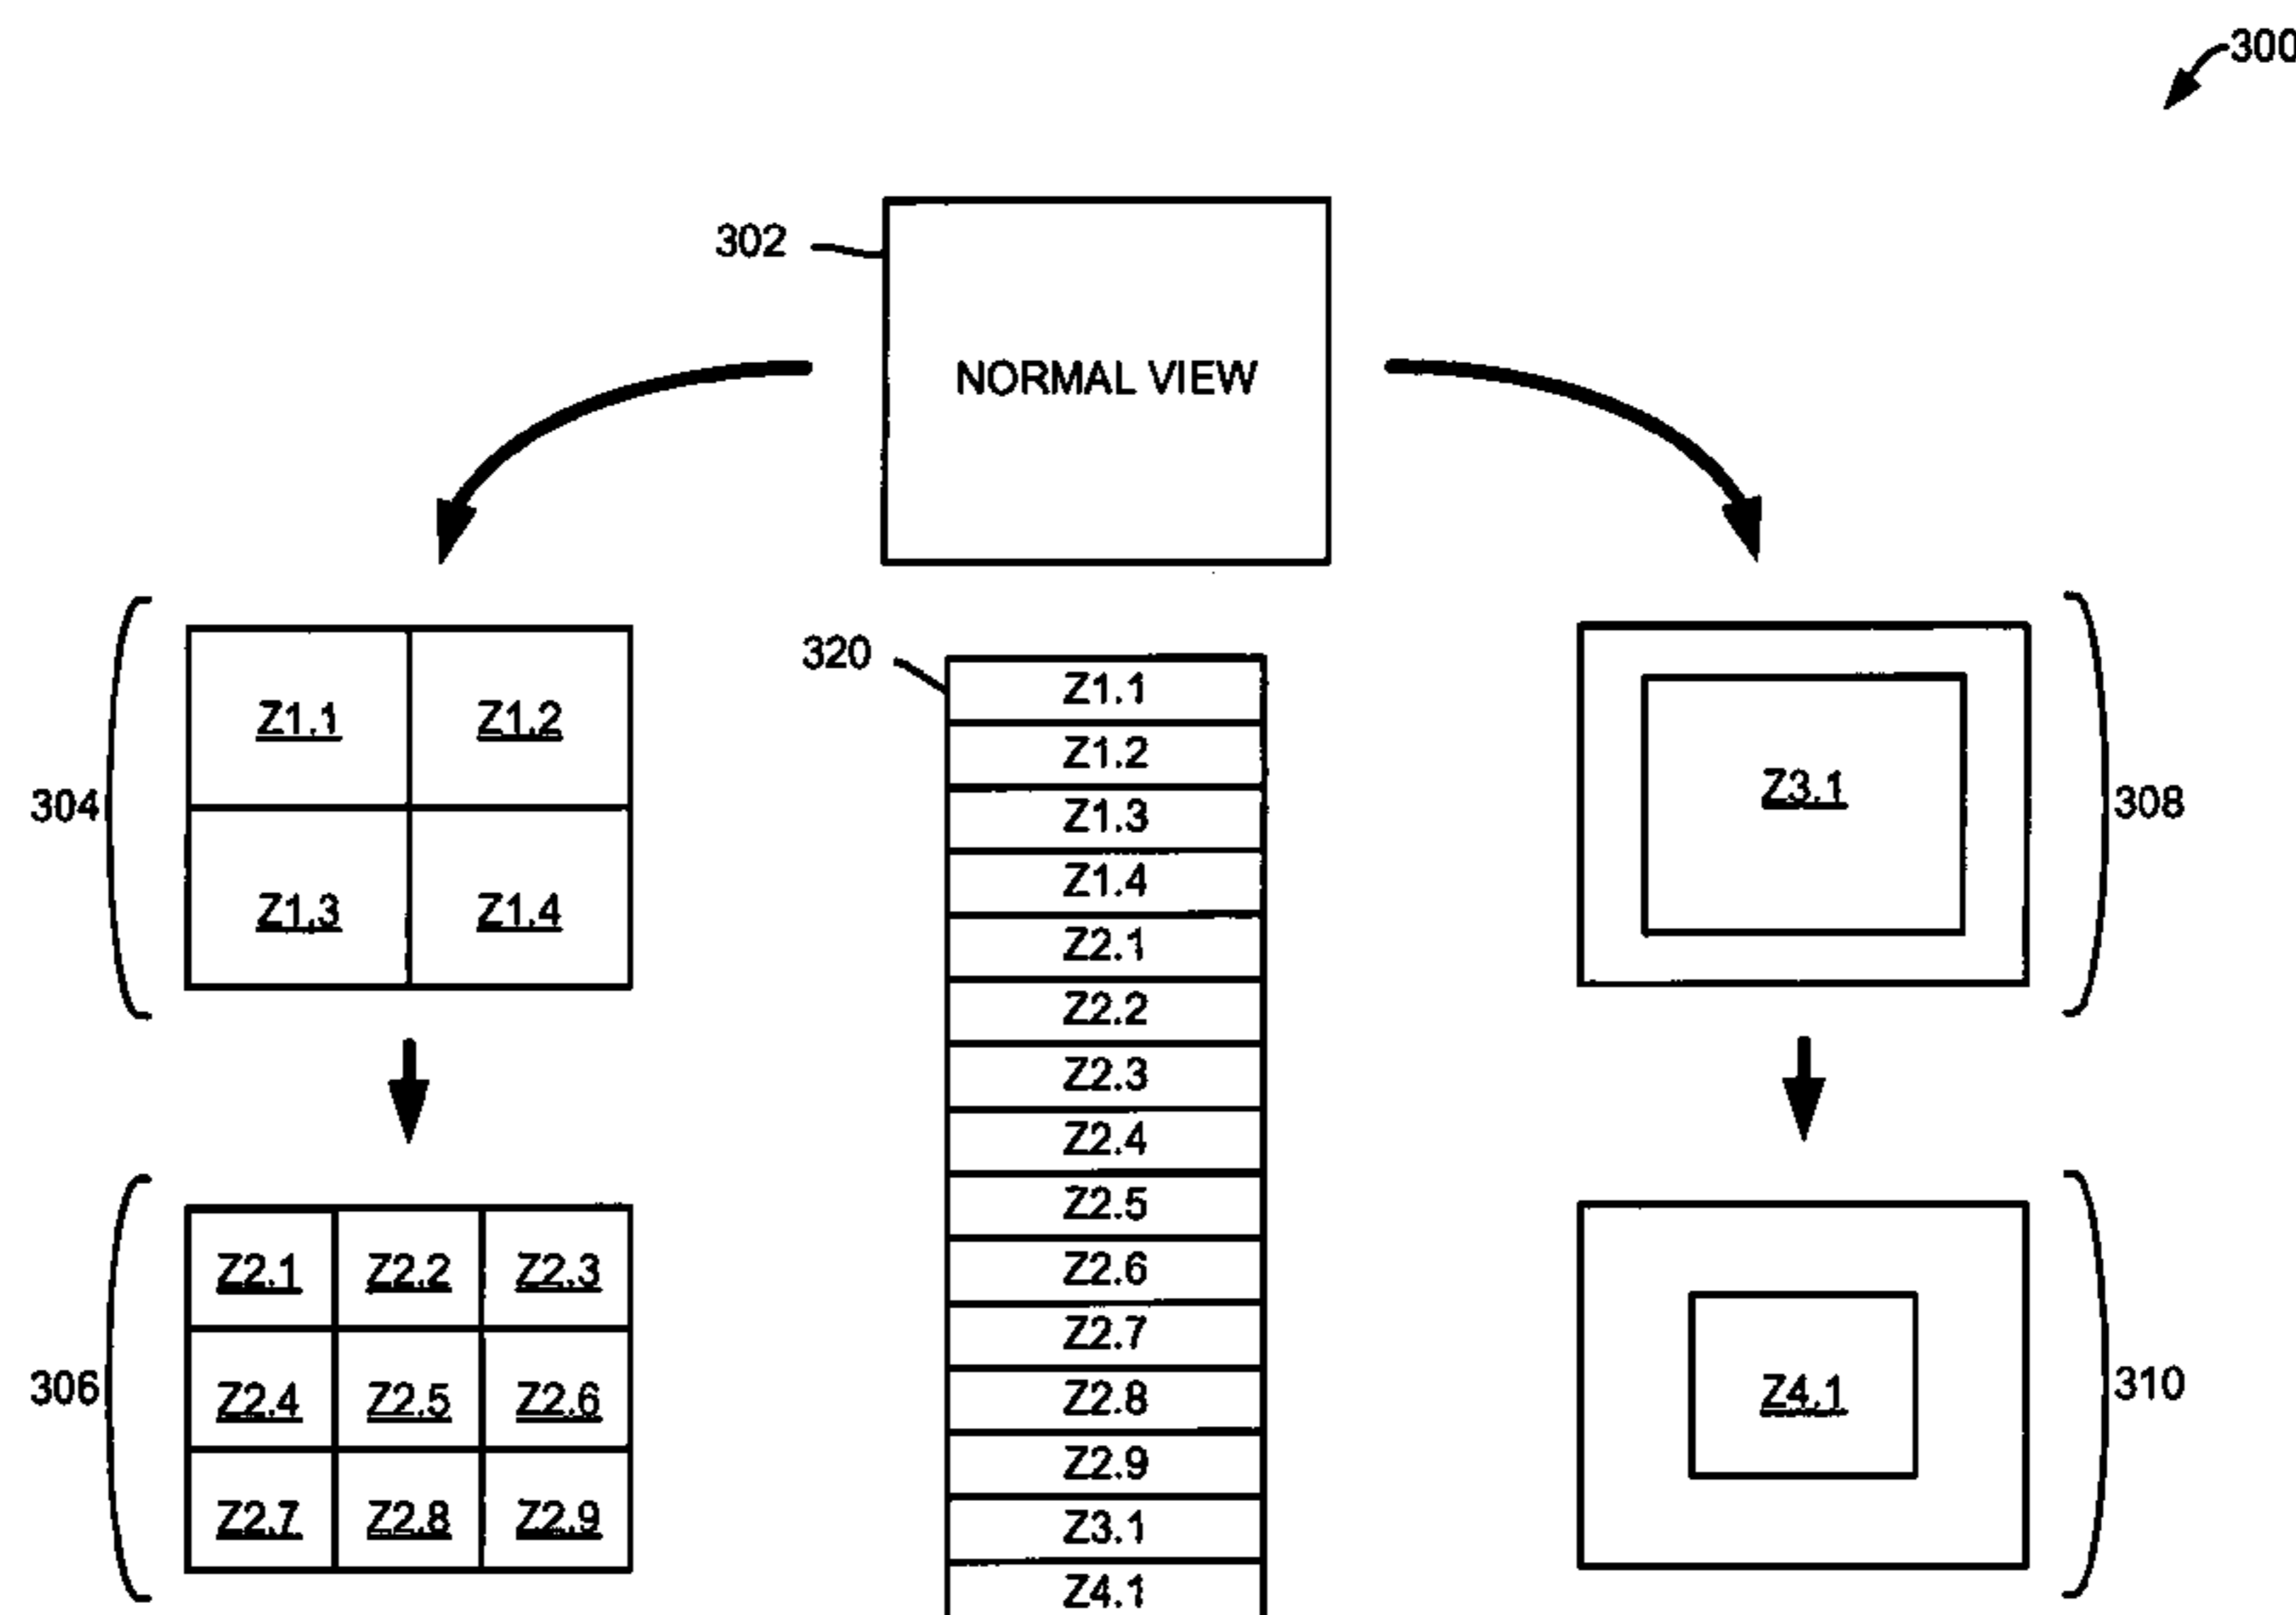 300
302
NORMAL VIEW
304
Z1.1 Z1.2
Z1.3 Z1.4
306
Z2.1 Z2.2 Z2.3
Z2.4 Z2.5 Z2.6
Z2.7 Z2.8 Z2.9
320
Z1.1
Z1.2
Z1.3
Z1.4
Z2.1
Z2.2
Z2.3
Z2.4
Z2.5
Z2.6
Z2.7
Z2.8
Z2.9
Z3.1
Z4.1
Z3.1
308
Z4.1
310